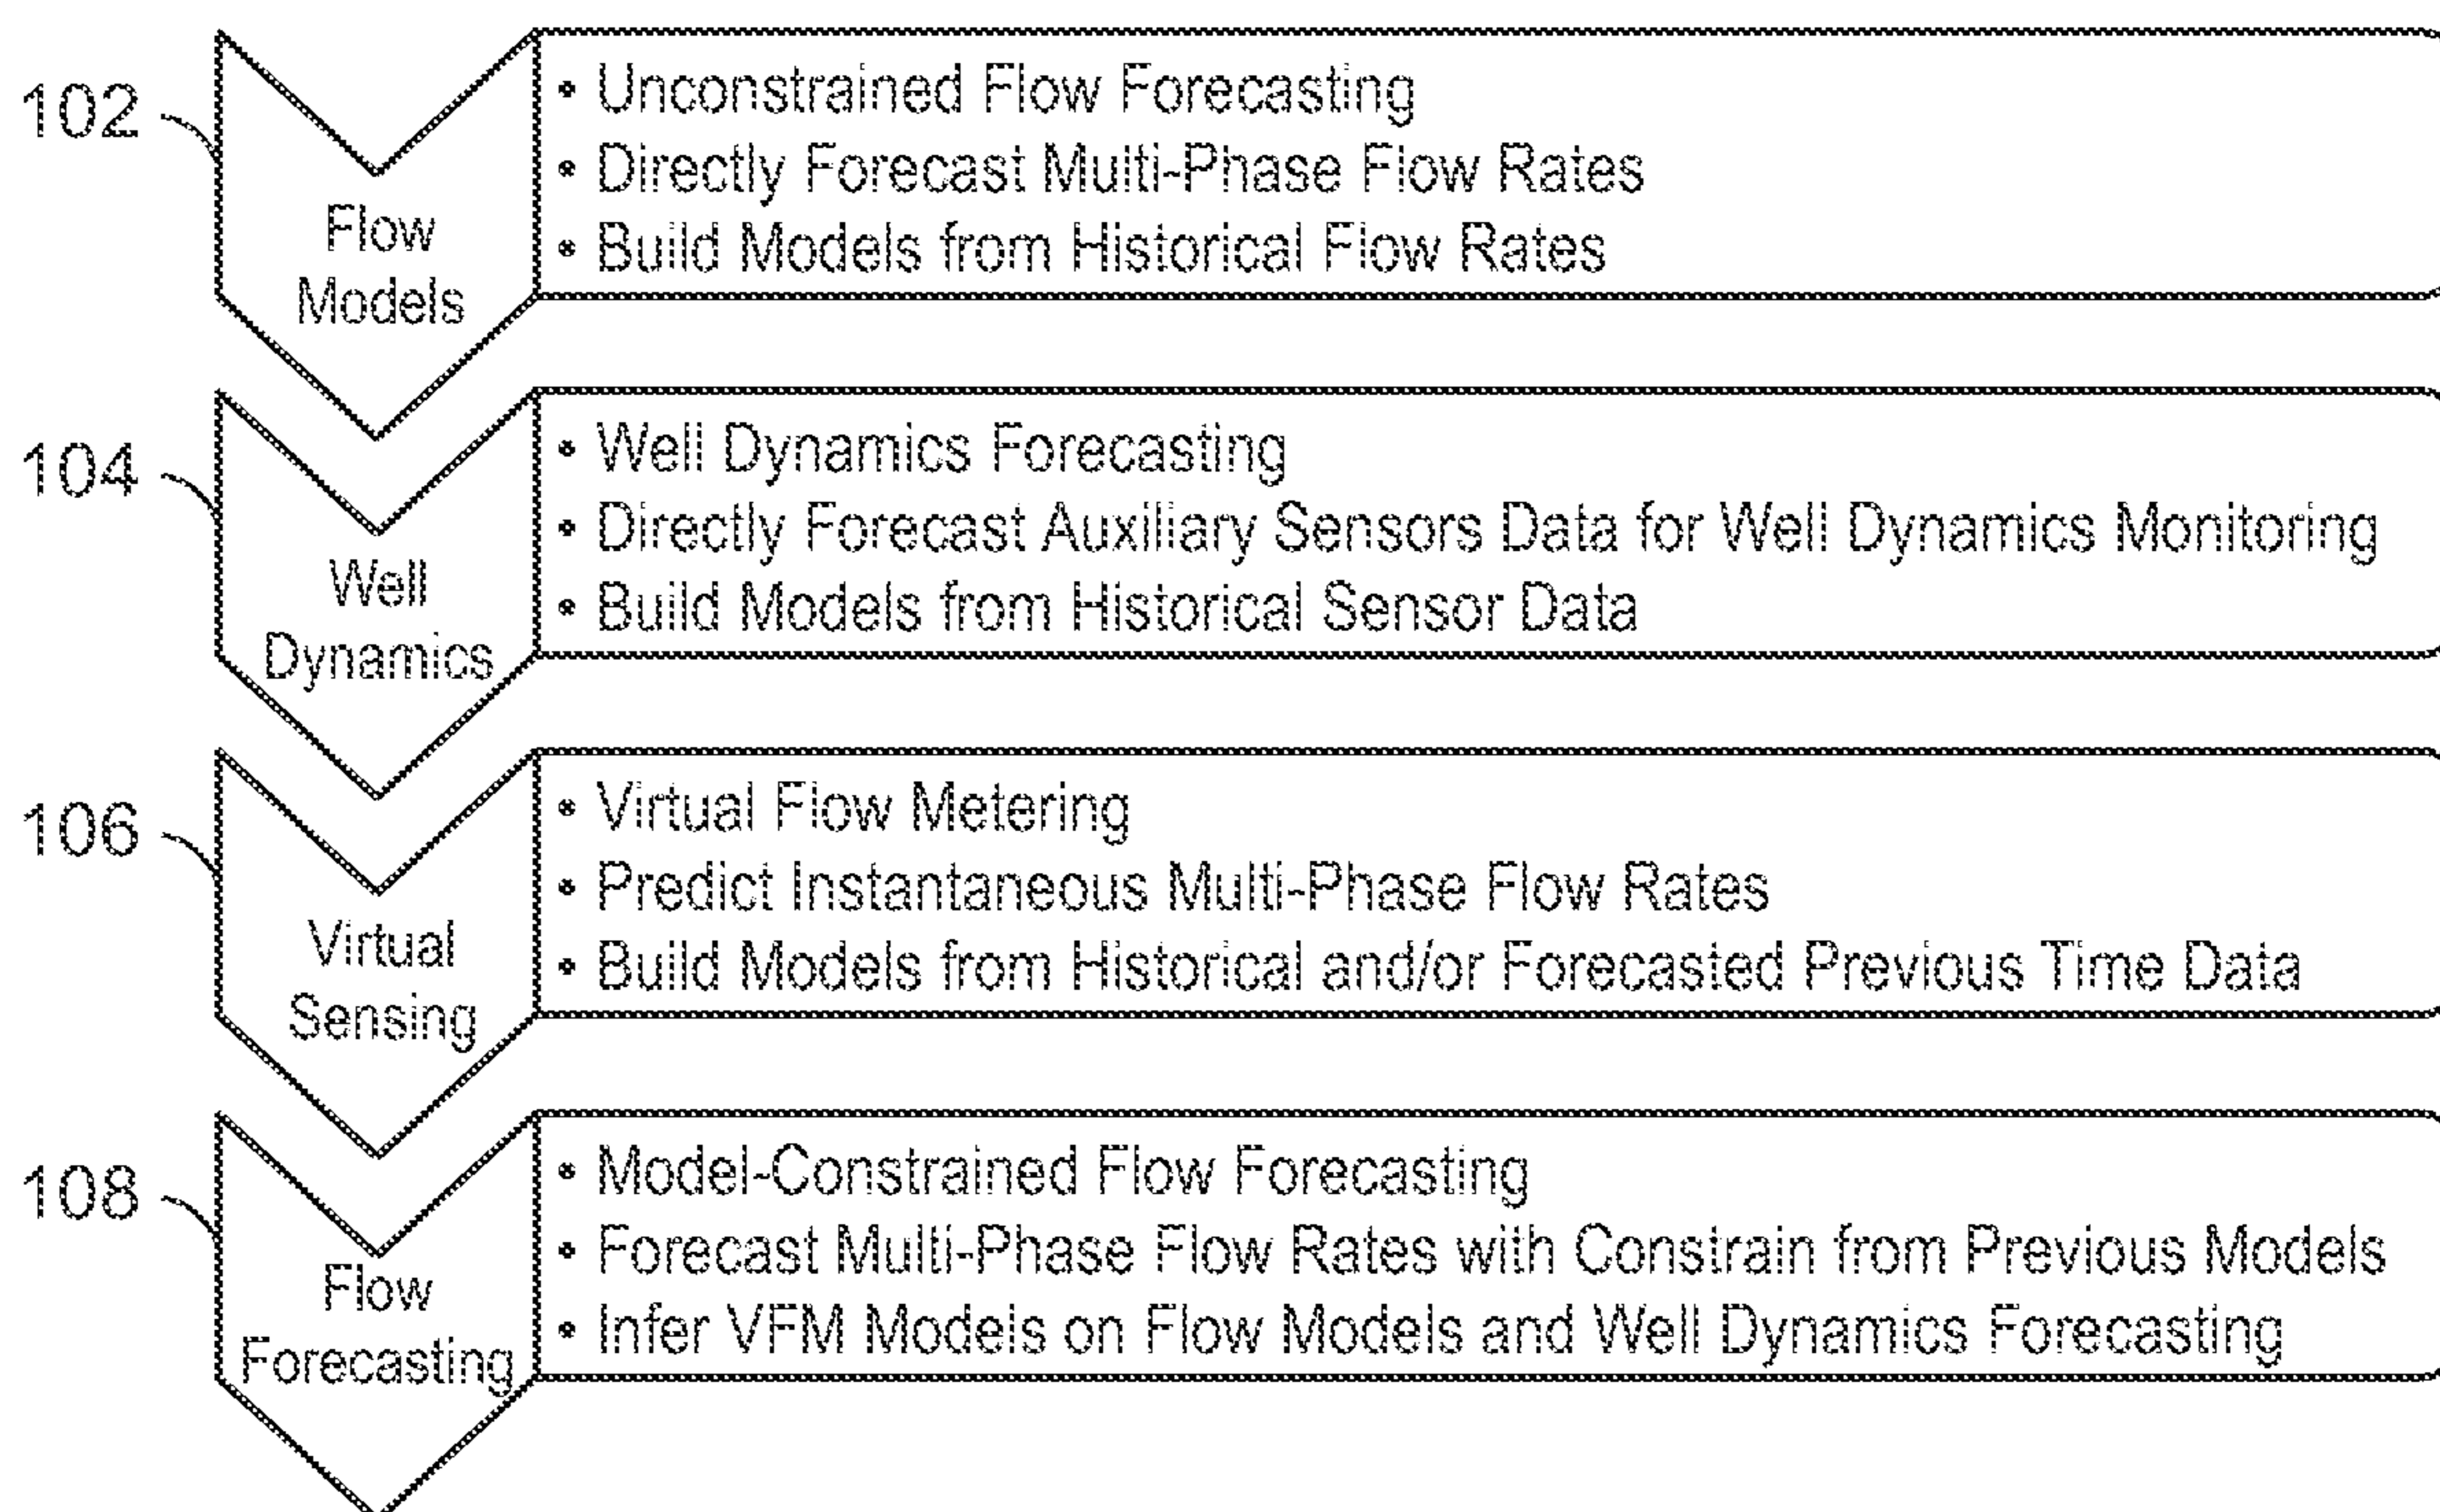 102
Flow
Models
• Unconstrained Flow Forecasting
• Directly Forecast Multi-Phase Flow Rates
• Build Models from Historical Flow Rates
104
Well
Dynamics
• Well Dynamics Forecasting
• Directly Forecast Auxiliary Sensors Data for Well Dynamics Monitoring
• Build Models from Historical Sensor Data
106
Virtual
Sensing
• Virtual Flow Metering
• Predict Instantaneous Multi-Phase Flow Rates
• Build Models from Historical and/or Forecasted Previous Time Data
108
Flow
Forecasting
• Model-Constrained Flow Forecasting
• Forecast Multi-Phase Flow Rates with Constrain from Previous Models
• Infer VFM Models on Flow Models and Well Dynamics Forecasting